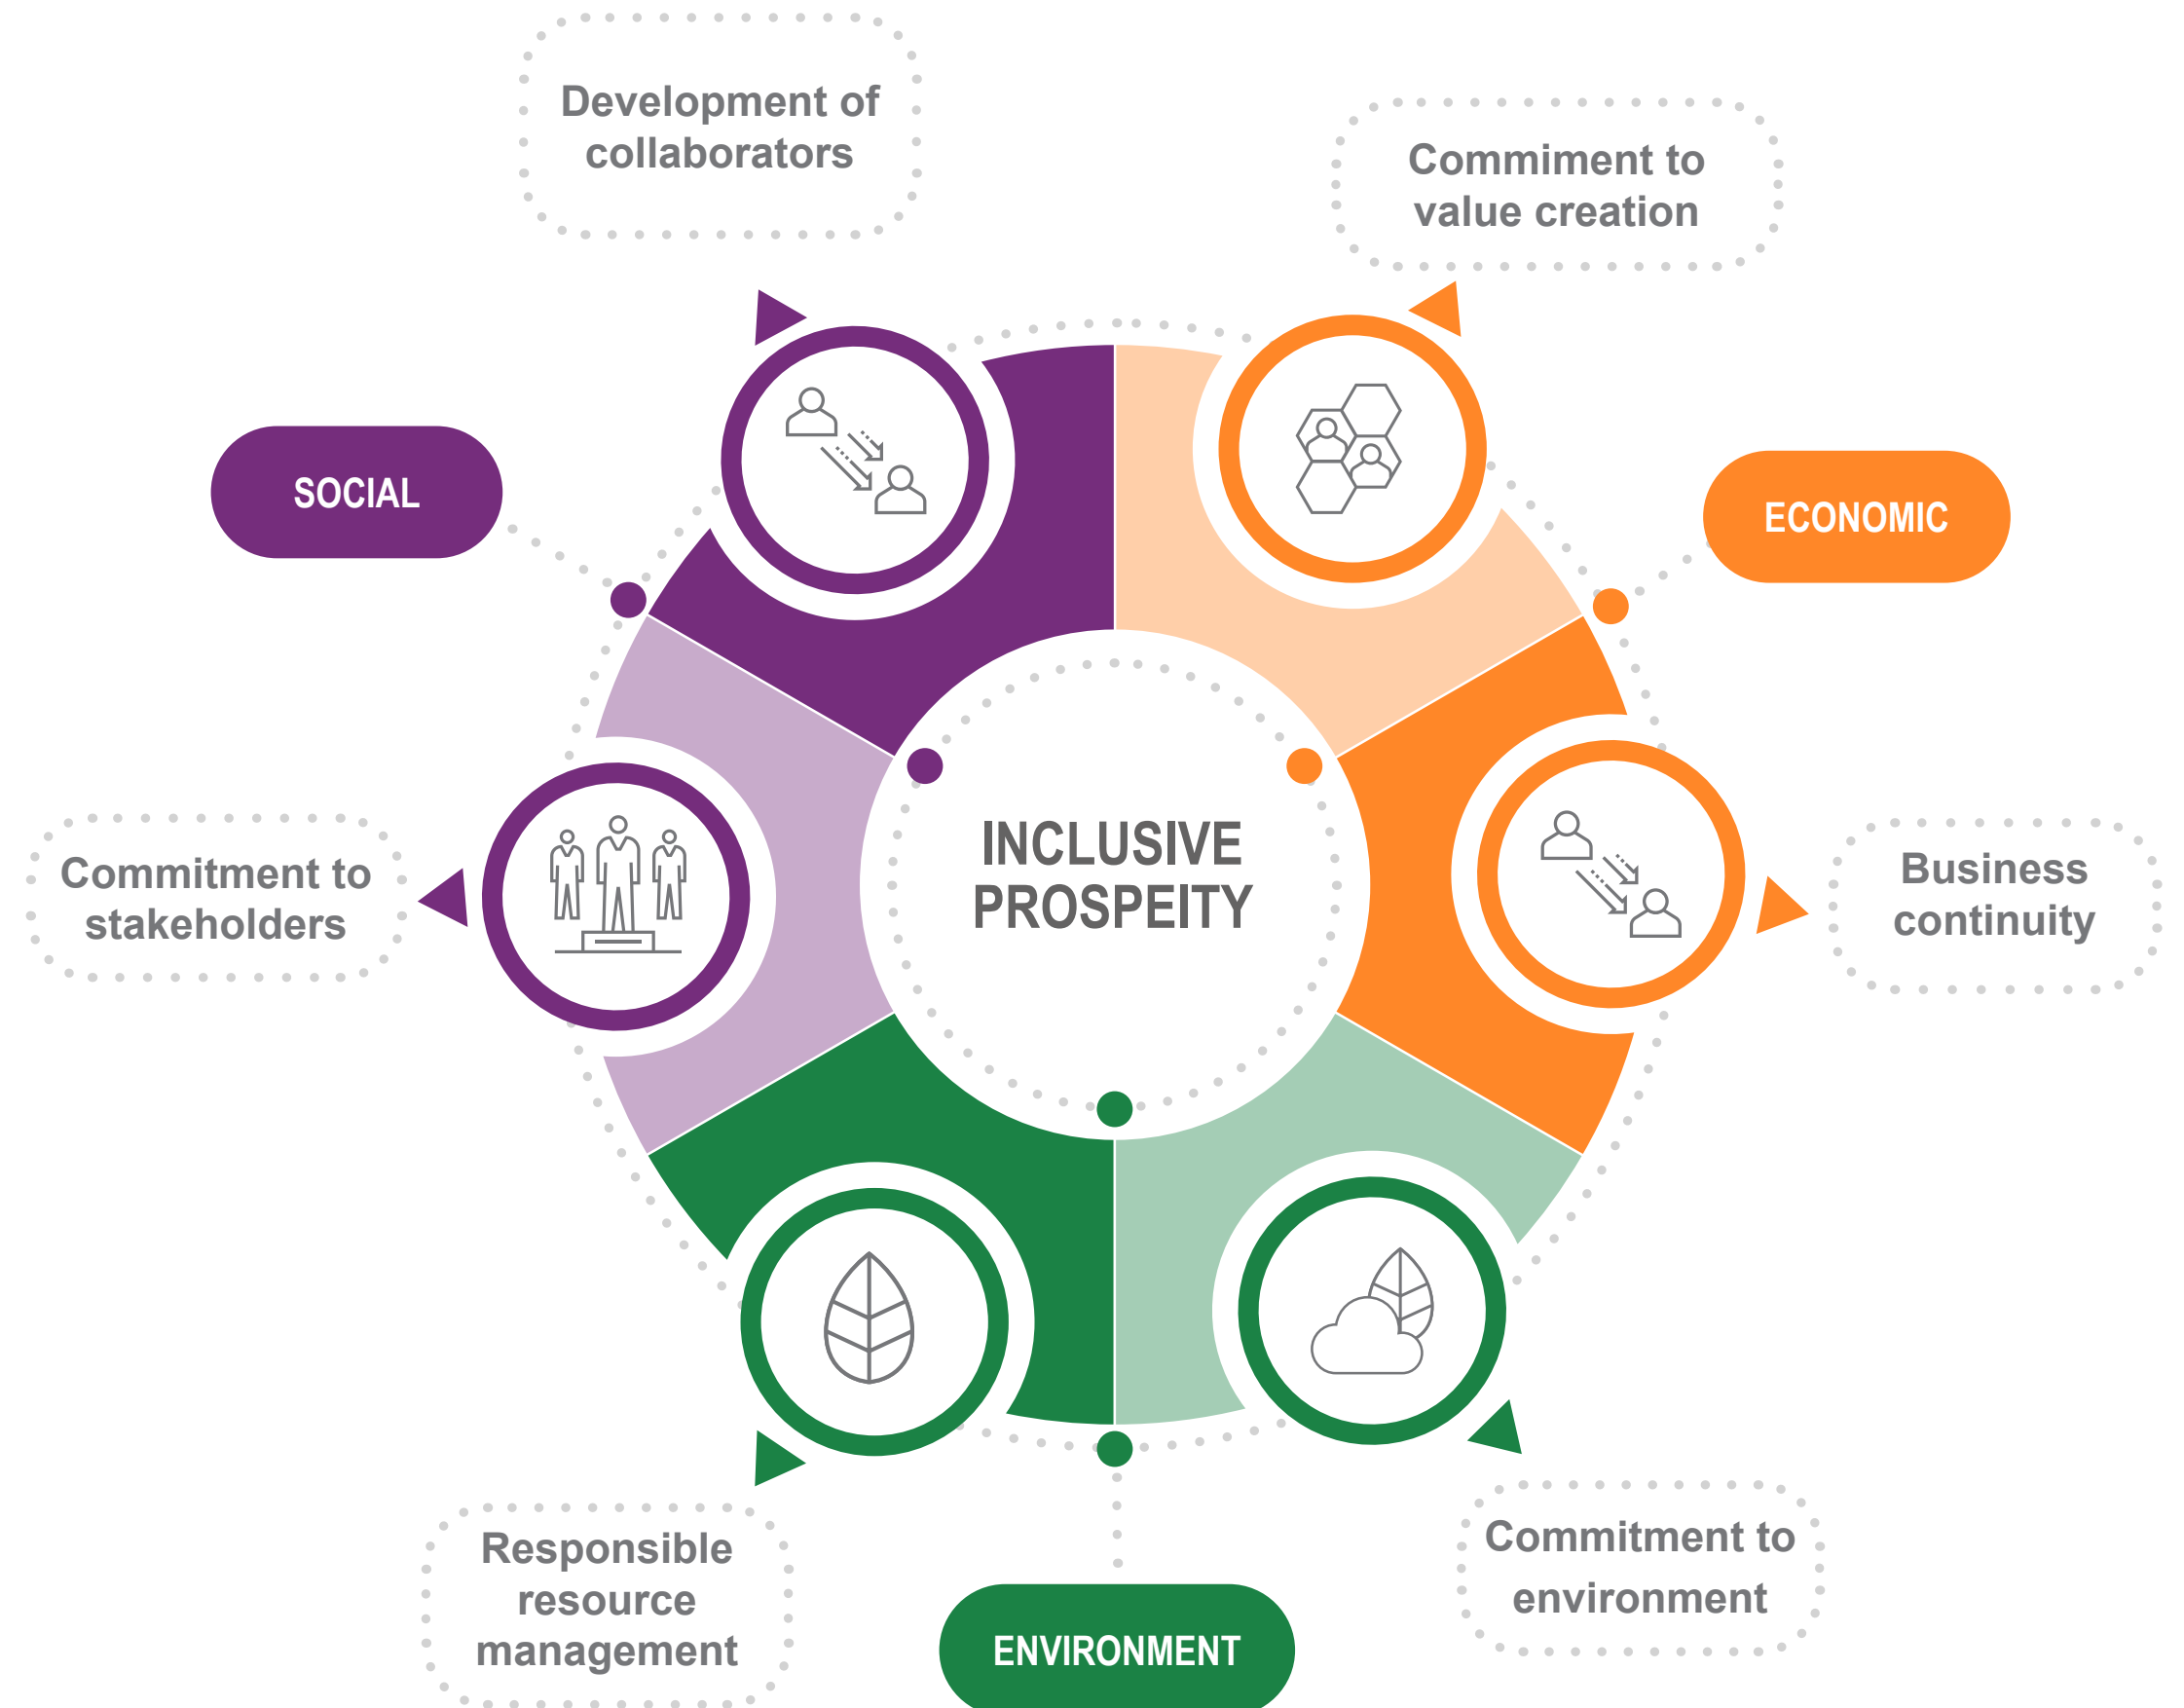 Development of
collaborators
Commiment to
value creation
SOCIAL
ECONOMIC
INCLUSIVE
PROSPEITY
Commitment to
stakeholders
Business
continuity
Responsible
resource
management
ENVIRONMENT
Commitment to
environment